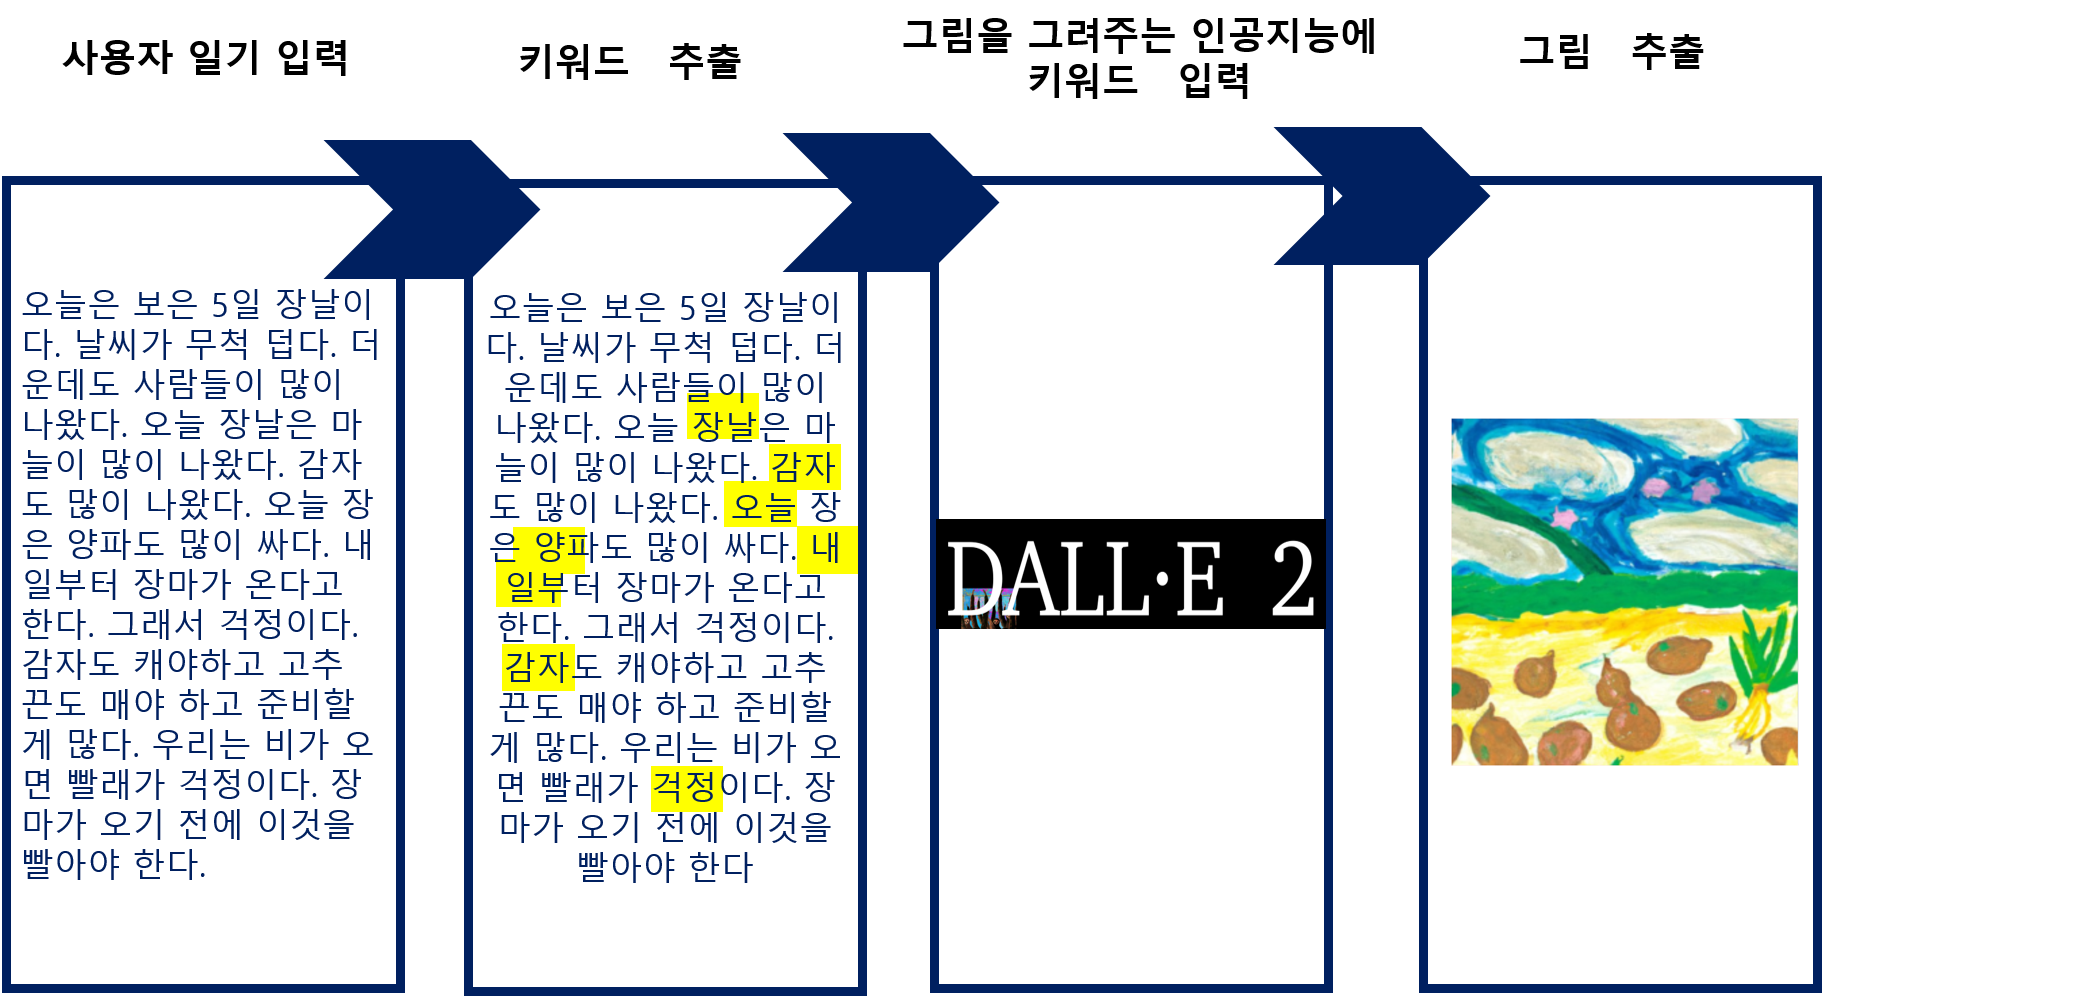 사용자 일기 입력
키워드 추출
그림을 그려주는 인공지능에
키워드 입력
그림 추출
오늘은 보은 5일 장날이
다. 날씨가 무척 덥다. 더
운데도 사람들이 많이
나왔다. 오늘 장날은 마
늘이 많이 나왔다. 감자
도 많이 나왔다. 오늘 장
은 양파도 많이 싸다. 내
일부터 장마가 온다고
한다. 그래서 걱정이다.
감자도 캐야하고 고추
끈도 매야 하고 준비할
게 많다. 우리는 비가 오
면 빨래가 걱정이다. 장
마가 오기 전에 이것을
빨아야 한다.
오늘은 보은 5일 장날이
다. 날씨가 무척 덥다. 더
운데도 사람들이 많이
나왔다. 오늘 장날은 마
늘이 많이 나왔다. 감자
도 많이 나왔다. 오늘 장
은 양파도 많이 싸다. 내
일부터 장마가 온다고
한다. 그래서 걱정이다.
감자도 캐야하고 고추
끈도 매야 하고 준비할
게 많다. 우리는 비가 오
면 빨래가 걱정이다. 장
마가 오기 전에 이것을
빨아야 한다
DALL·E 2